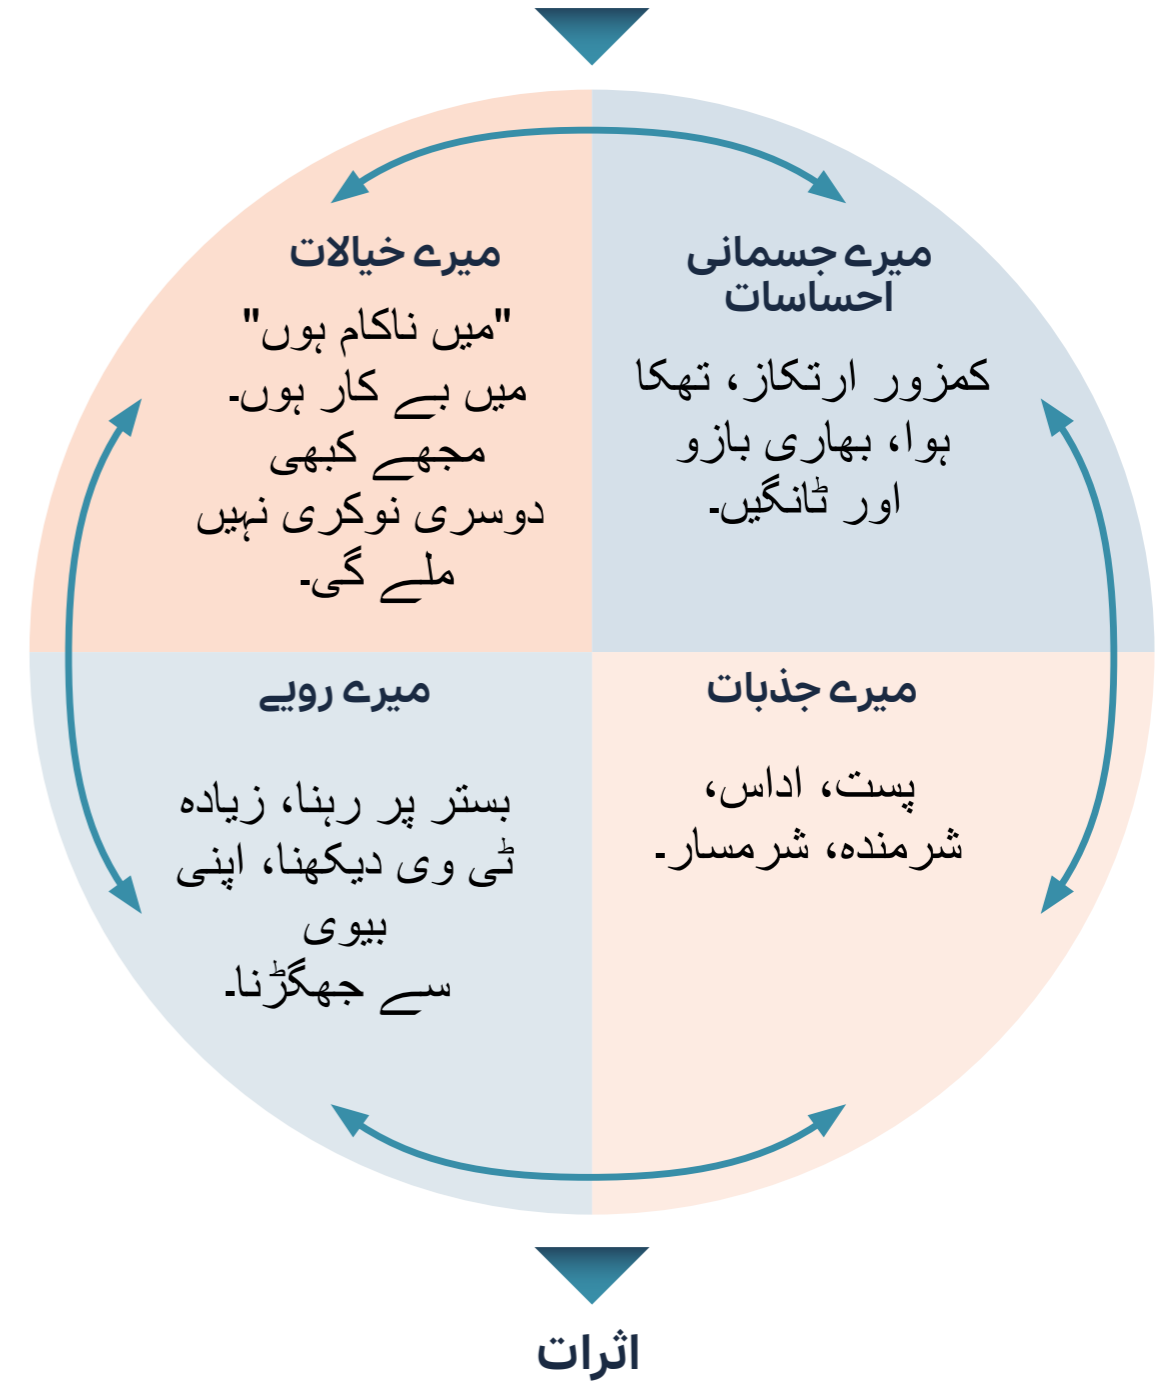 میرے جسمانی
احساسات
کمزور ارتکاز، تھکا
ہوا، بھاری بازو
اور ٹانگیں۔
میرے خیالات
"میں ناکام ہوں"
میں بے کار ہوں۔
مجھے کبھی
دوسری نوکری نہیں
ملے گی۔
میرے جذبات
پست، اداس،
شرمندہ، شرمسار۔
میرے رویے
بستر پر رہنا، زیادہ
ٹی وی دیکھنا، اپنی
بیوی
سے جھگڑنا۔
اثرات